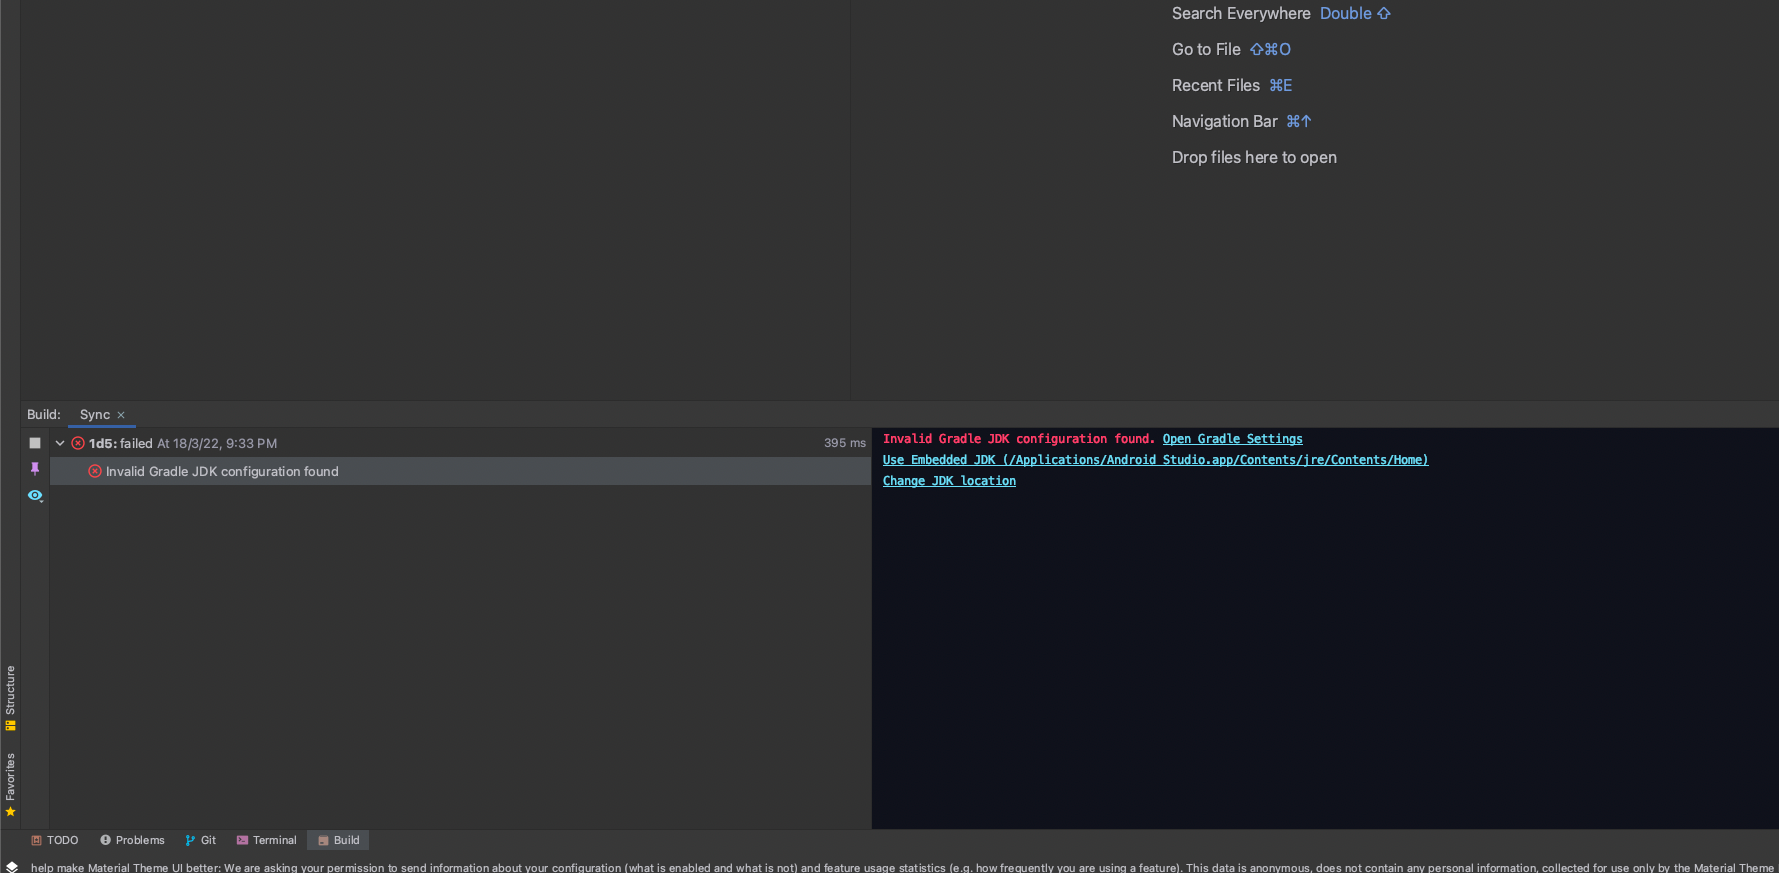 Search Everywhere Double ⇧
Go to File ⇧⌘O
Recent Files ⌘E
Navigation Bar ⌘↑
Drop files here to open
Build: Sync ×
1d5: failed At 18/3/22, 9:33 PM 395 ms
Invalid Gradle JDK configuration found
Invalid Gradle JDK configuration found. Open Gradle Settings
Use Embedded JDK (/Applications/Android Studio.app/Contents/jre/Contents/Home)
Change JDK location
Structure
Favorites
TODO Problems Git Terminal Build
help make Material Theme UI better: We are asking your permission to send information about your configuration (what is enabled and what is not) and feature usage statistics (e.g. how frequently you are using a feature). This data is anonymous, does not contain any personal information, collected for use only by the Material Theme